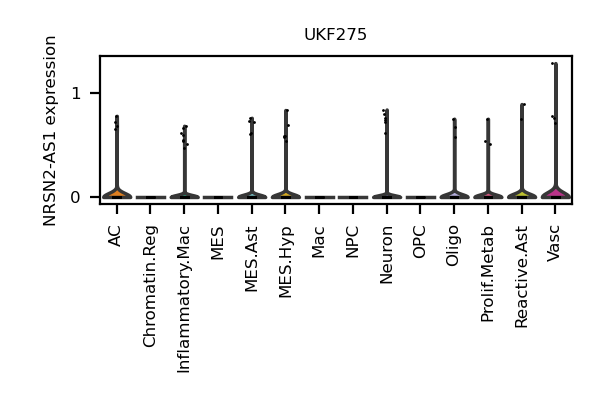 UKF275
NRSN2-AS1 expression
1
0
AC
Chromatin.Reg
Inflammatory.Mac
MES
MES.Ast
MES.Hyp
Mac
NPC
Neuron
OPC
Oligo
Prolif.Metab
Reactive.Ast
Vasc